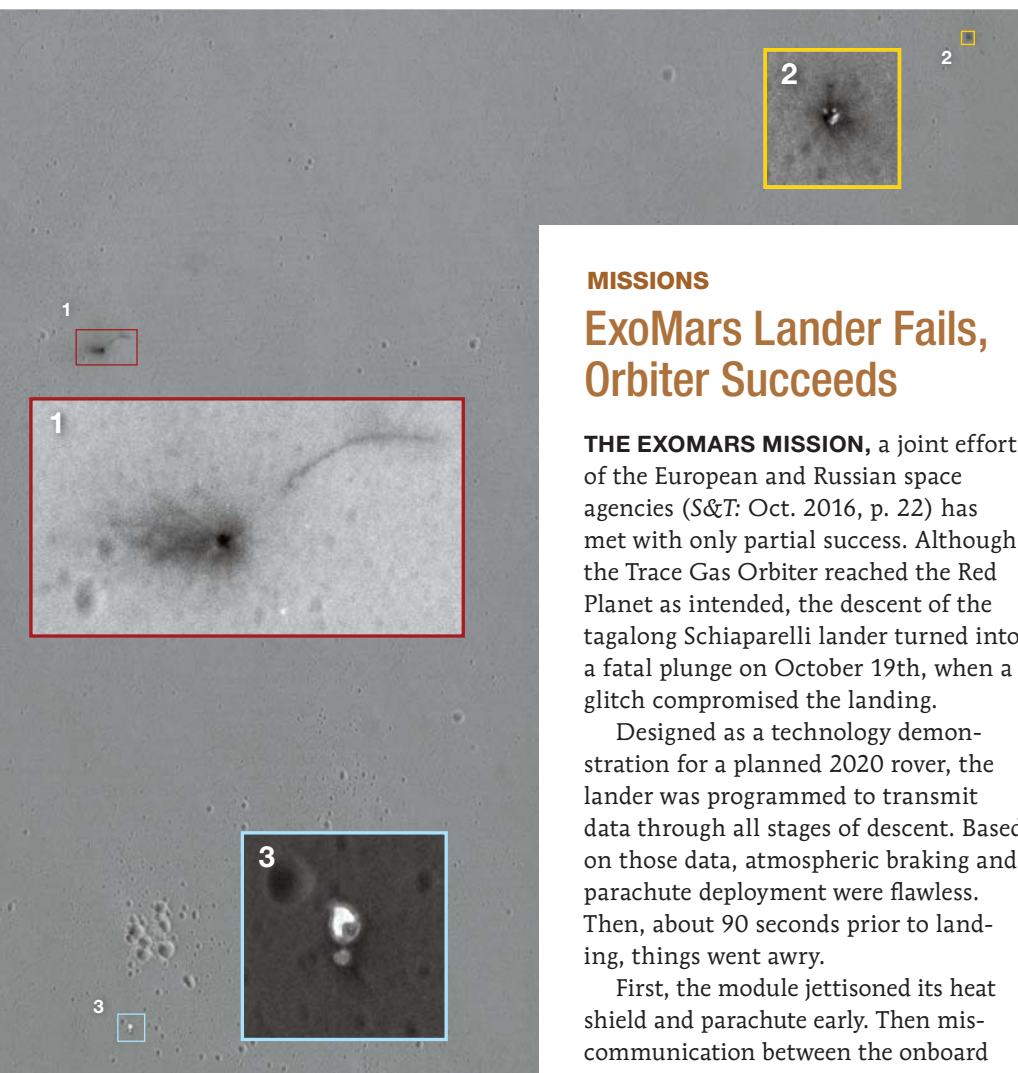 2
2
1
1
3
3
MISSIONS
ExoMars Lander Fails,
Orbiter Succeeds
THE EXOMARS MISSION, a joint effort
of the European and Russian space
agencies (S&T: Oct. 2016, p. 22) has
met with only partial success. Although
the Trace Gas Orbiter reached the Red
Planet as intended, the descent of the
tagalong Schiaparelli lander turned into
a fatal plunge on October 19th, when a
glitch compromised the landing.
Designed as a technology demon-
stration for a planned 2020 rover, the
lander was programmed to transmit
data through all stages of descent. Based
on those data, atmospheric braking and
parachute deployment were flawless.
Then, about 90 seconds prior to land-
ing, things went awry.
First, the module jettisoned its heat
shield and parachute early. Then mis-
communication between the onboard